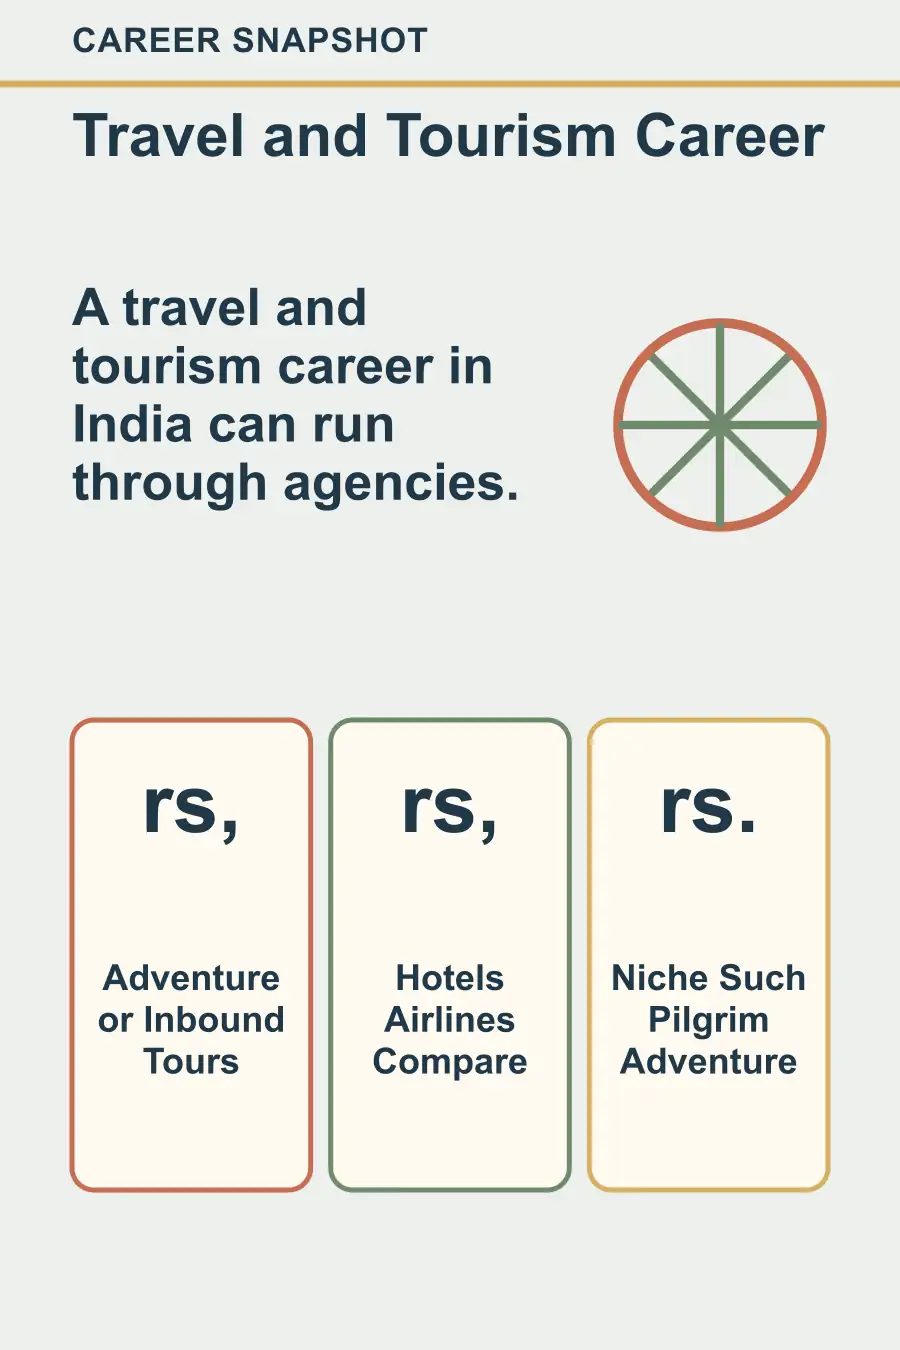 CAREER SNAPSHOT
Travel and Tourism Career
A travel and
tourism career in
India can run
through agencies.
rs,
Adventure
or Inbound
Tours
rs,
Hotels
Airlines
Compare
rs.
Niche Such
Pilgrim
Adventure